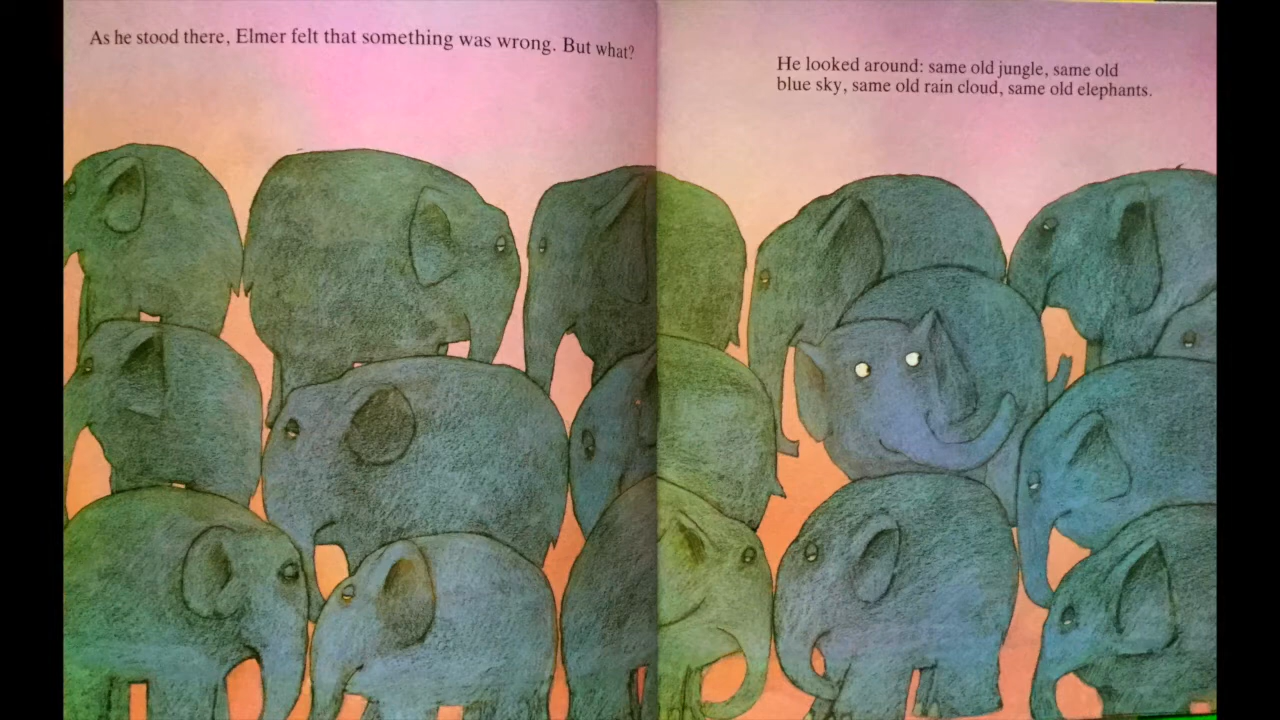 As he stood there, Elmer felt that something was wrong. But what?
He looked around: same old jungle, same old
blue sky, same old rain cloud, same old elephants.